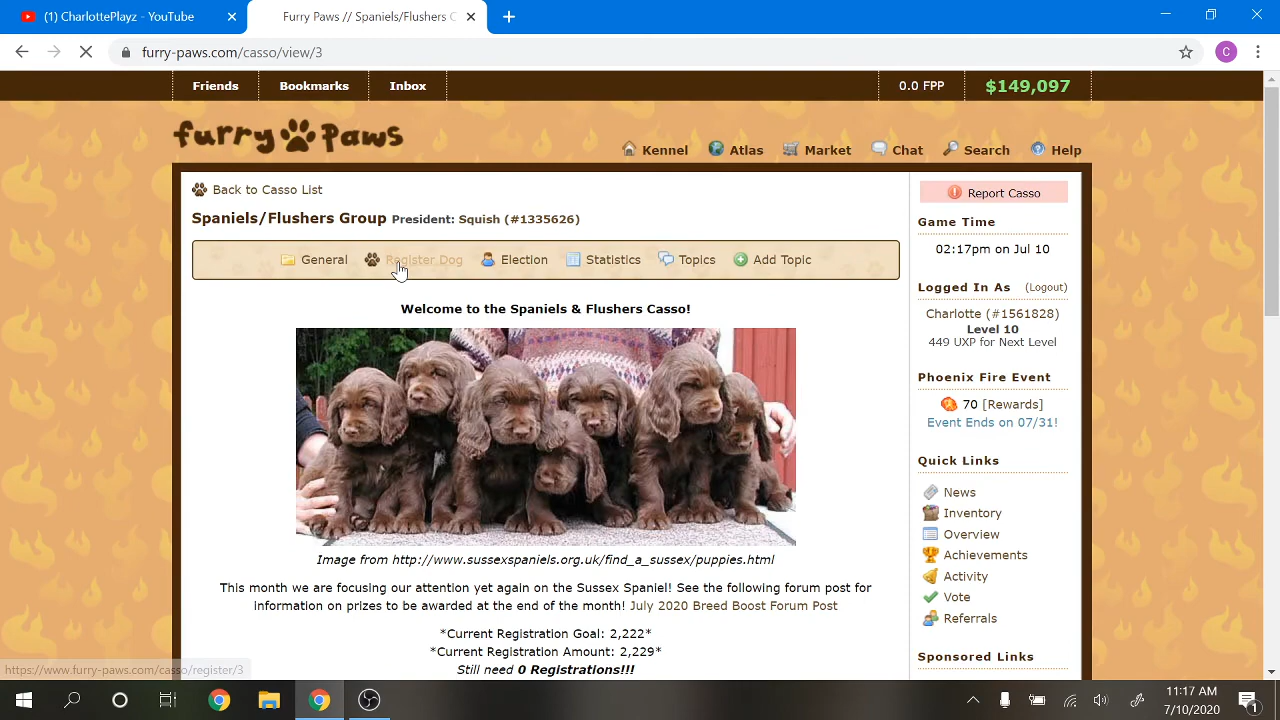 (1) CharlottePlayz - YouTube
Furry Paws // Spaniels/Flushers G
furry-paws.com/casso/view/3
C
Friends
Bookmarks
Inbox
0.0 FPP
$149,097
furry Paws
Kennel
Atlas
Market
Chat
Search
Help
Back to Casso List
Spaniels/Flushers Group President: Squish (#1335626)
General
Register Dog
Election
Statistics
Topics
Add Topic
Welcome to the Spaniels & Flushers Casso!
Image from http://www.sussexspaniels.org.uk/find_a_sussex/puppies.html
This month we are focusing our attention yet again on the Sussex Spaniel! See the following forum post for
information on prizes to be awarded at the end of the month! July 2020 Breed Boost Forum Post
*Current Registration Goal: 2,222*
*Current Registration Amount: 2,229*
Still need 0 Registrations!!!
Report Casso
Game Time
02:17pm on Jul 10
Logged In As (Logout)
Charlotte (#1561828)
Level 10
449 UXP for Next Level
Phoenix Fire Event
70 [Rewards]
Event Ends on 07/31!
Quick Links
News
Inventory
Overview
Achievements
Activity
Vote
Referrals
Sponsored Links
https://www.furry-paws.com/casso/register/3
11:17 AM
7/10/2020
1